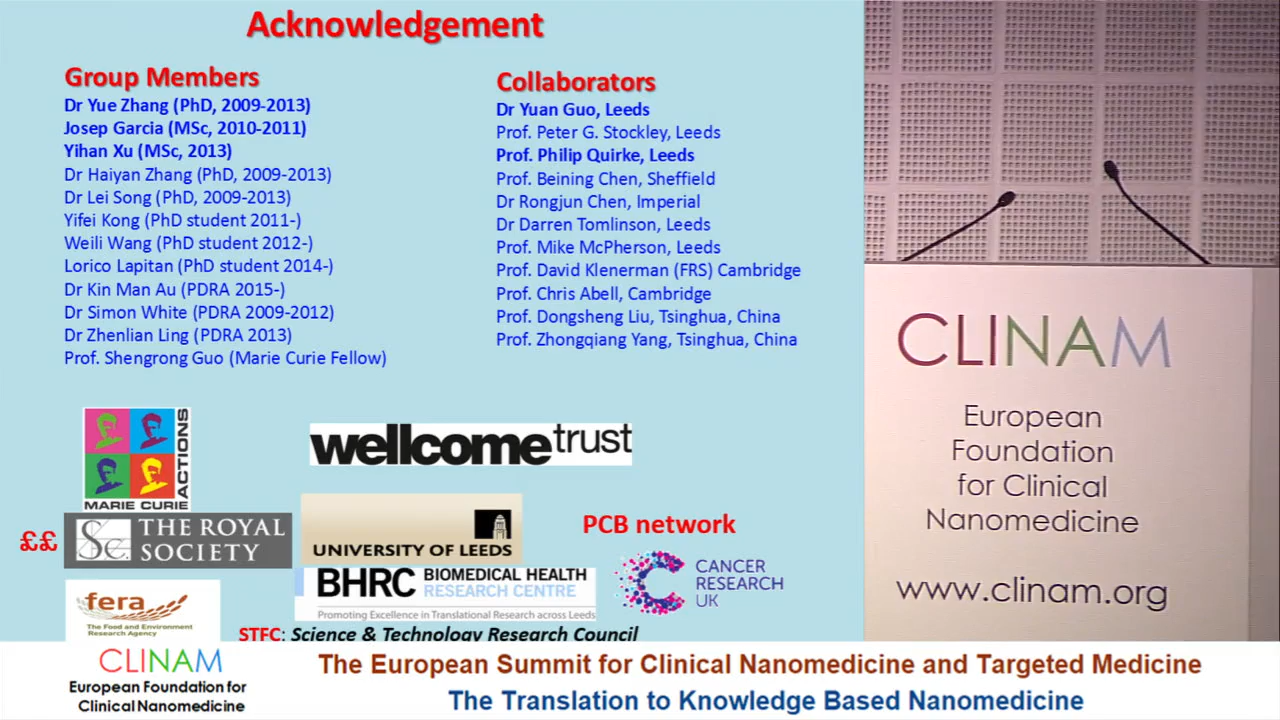 Acknowledgement
Group Members
Dr Yue Zhang (PhD, 2009-2013)
Josep Garcia (MSc, 2010-2011)
Yihan Xu (MSc, 2013)
Dr Haiyan Zhang (PhD, 2009-2013)
Dr Lei Song (PhD, 2009-2013)
Yifei Kong (PhD student 2011-)
Weili Wang (PhD student 2012-)
Lorico Lapitan (PhD student 2014-)
Dr Kin Man Au (PDRA 2015-)
Dr Simon White (PDRA 2009-2012)
Dr Zhenlian Ling (PDRA 2013)
Prof. Shengrong Guo (Marie Curie Fellow)
Collaborators
Dr Yuan Guo, Leeds
Prof. Peter G. Stockley, Leeds
Prof. Philip Quirke, Leeds
Prof. Beining Chen, Sheffield
Dr Rongjun Chen, Imperial
Dr Darren Tomlinson, Leeds
Prof. Mike McPherson, Leeds
Prof. David Klenerman (FRS) Cambridge
Prof. Chris Abell, Cambridge
Prof. Dongsheng Liu, Tsinghua, China
Prof. Zhongqiang Yang, Tsinghua, China
MARIE CURIE
ACTIONS
wellcome trust
££
Sc
THE ROYAL
SOCIETY
UNIVERSITY OF LEEDS
PCB network
BHRC
BIOMEDICAL HEALTH
RESEARCH CENTRE
Promoting Excellence in Translational Research across Leeds
CANCER
RESEARCH
UK
fera
The Food and Environment
Research Agency
STFC: Science & Technology Research Council
CLINAM
European Foundation for
Clinical Nanomedicine
The European Summit for Clinical Nanomedicine and Targeted Medicine
The Translation to Knowledge Based Nanomedicine
CLINAM
European
Foundation
for Clinical
Nanomedicine
www.clinam.org